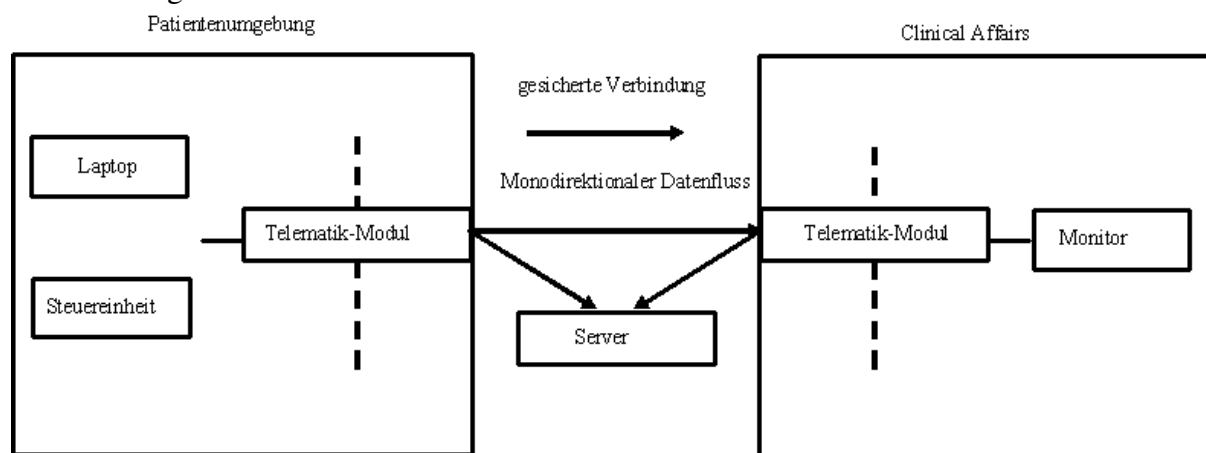 Patientenumgebung
Clinical Affairs
gesicherte Verbindung
Laptop
Monodirektionaler Datenfluss
Telematik-Modul
Telematik-Modul
Monitor
Steuereinheit
Server